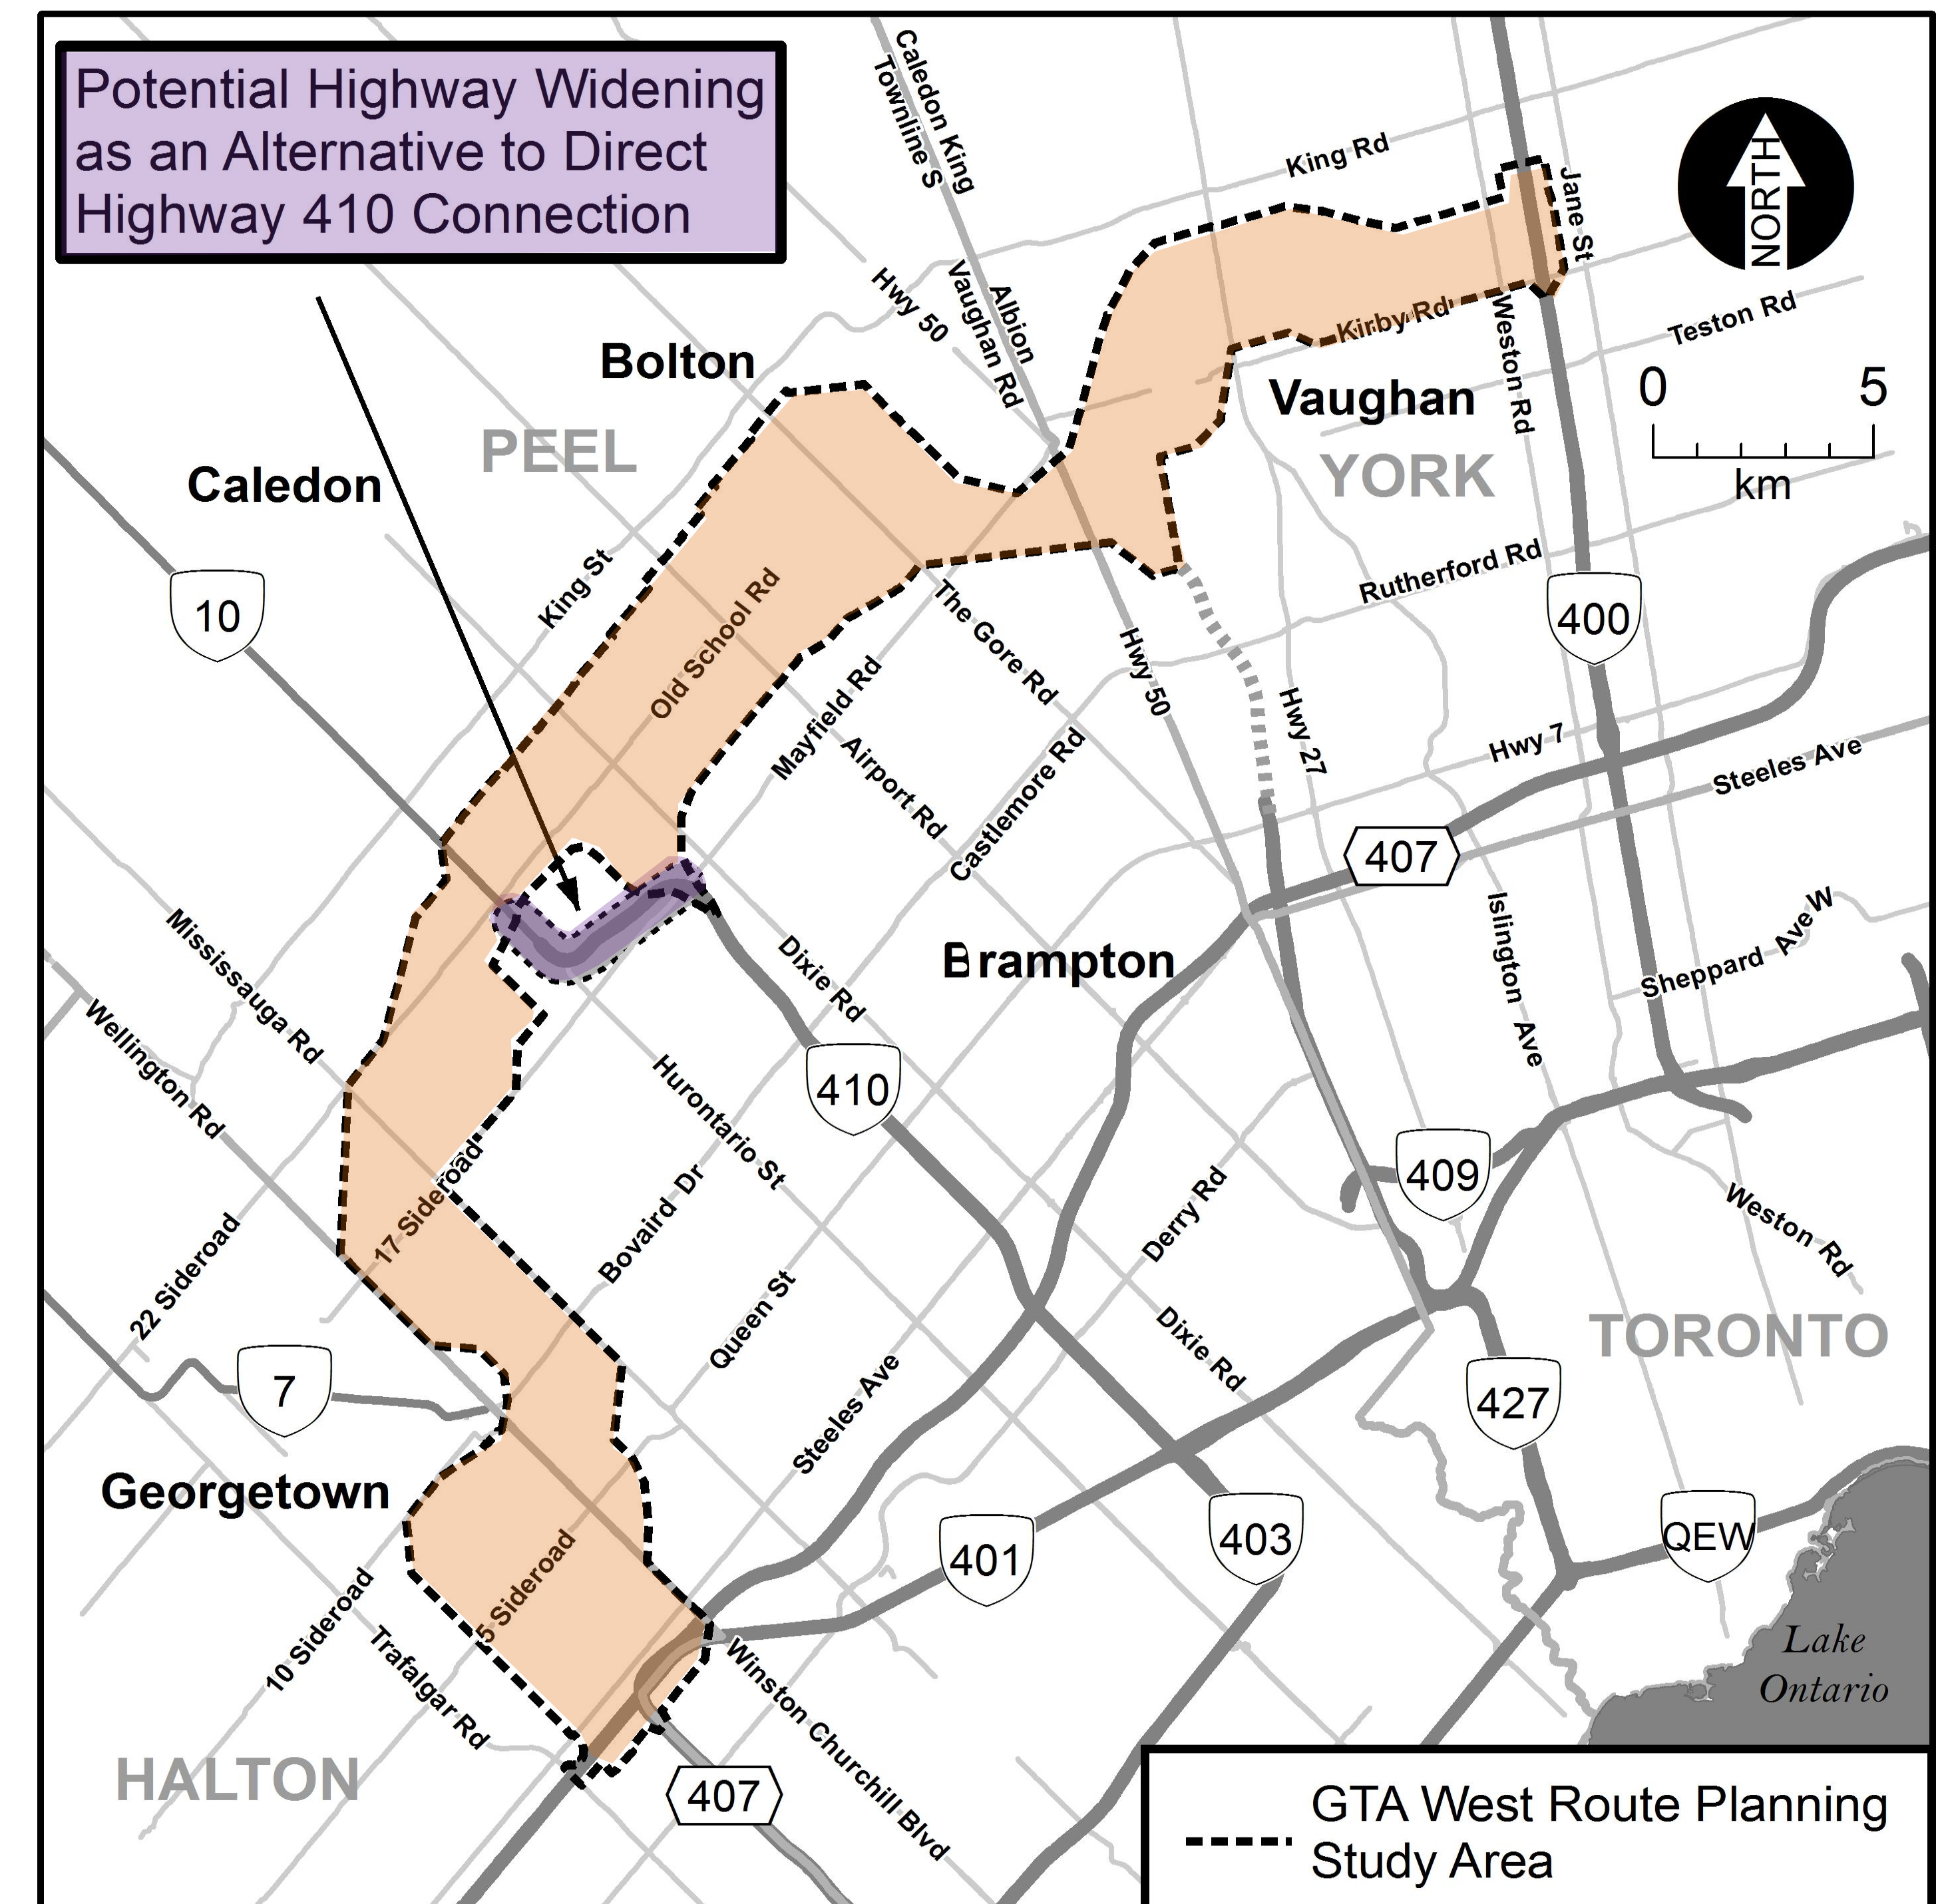 Potential Highway Widening
as an Alternative to Direct
Highway 410 Connection
Caledon King
Townline S
King Rd
Jane St
NORTH
Hwy 50
Albion
Vaughan Rd
Kirby Rd
Weston Rd
Teston Rd
Bolton
Vaughan
0 5
km
PEEL
YORK
Caledon
King St
Old School Rd
Rutherford Rd
10
400
The Gore Rd
Hwy 50
Mayfield Rd
Hwy 27
Hwy 7
Steeles Ave
Airport Rd
Castlemore Rd
407
Mississauga Rd
Dixie Rd
Brampton
Islington Ave
Sheppard Ave W
Wellington Rd
410
Hurontario St
409
17 Sideroad
Bovaird Dr
Derry Rd
Weston Rd
22 Sideroad
Queen St
Dixie Rd
TORONTO
7
Steeles Ave
427
Georgetown
401
403
QEW
5 Sideroad
10 Sideroad
Trafalgar Rd
Winston Churchill Blvd
Lake
Ontario
HALTON
407
GTA West Route Planning
Study Area